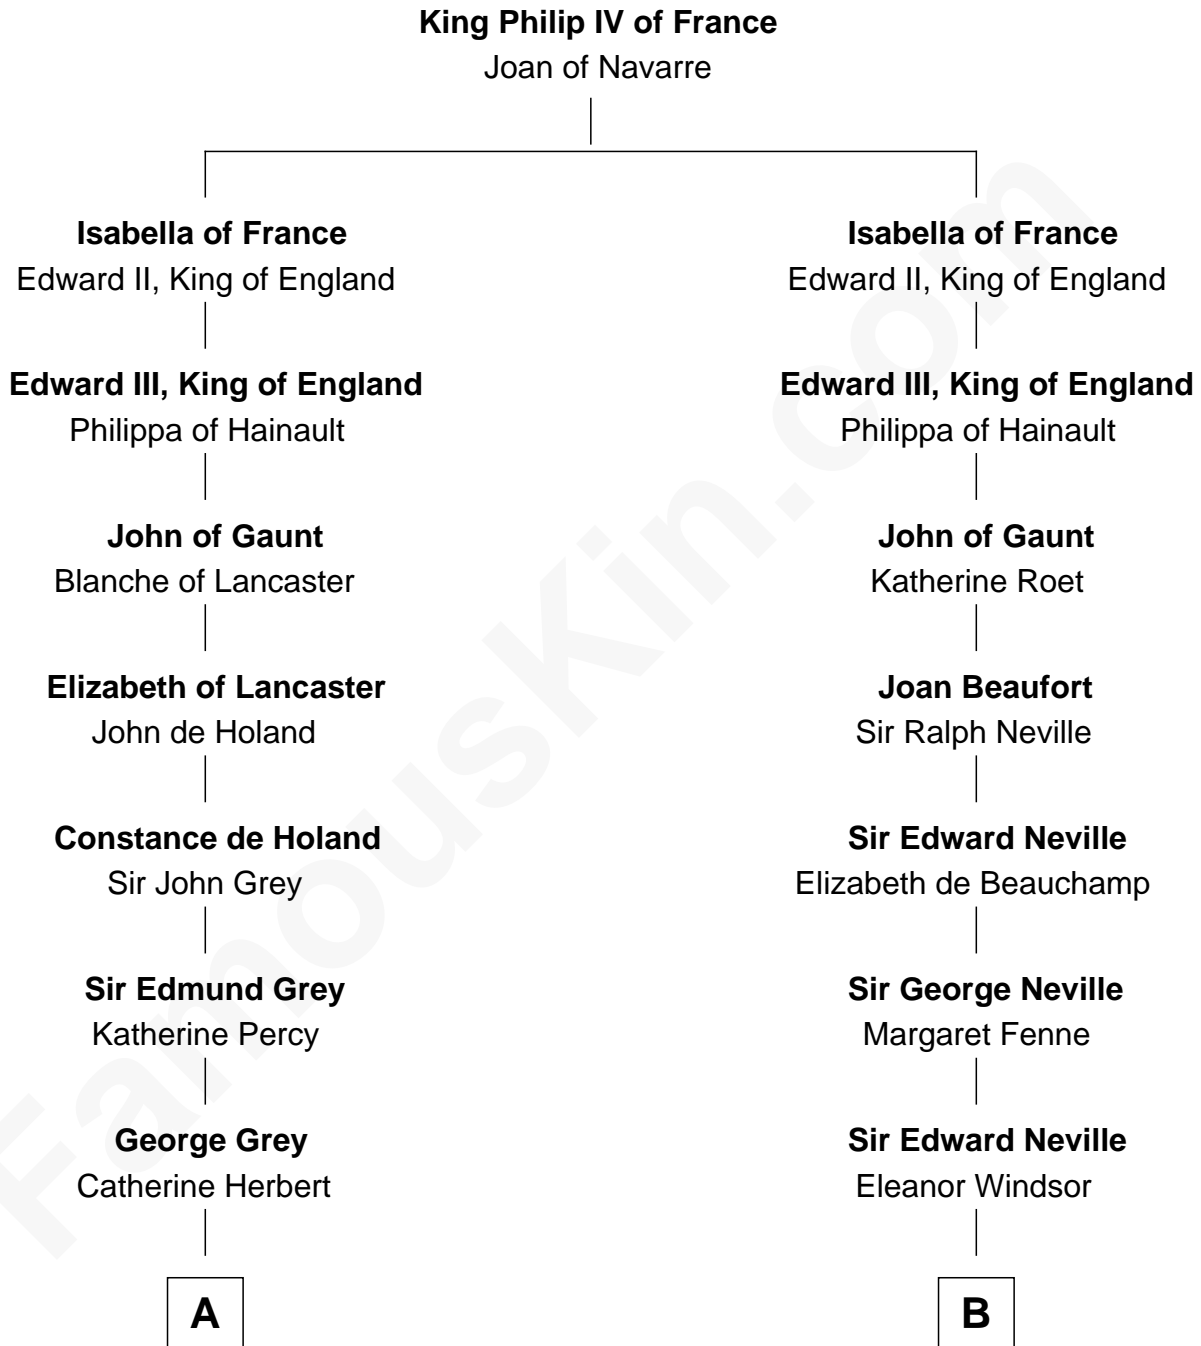 King Philip IV of France
Joan of Navarre
Isabella of France
Edward II, King of England
Edward III, King of England
Philippa of Hainault
John of Gaunt
Blanche of Lancaster
Elizabeth of Lancaster
John de Holand
Constance de Holand
Sir John Grey
Sir Edmund Grey
Katherine Percy
George Grey
Catherine Herbert
A
Isabella of France
Edward II, King of England
Edward III, King of England
Philippa of Hainault
John of Gaunt
Katherine Roet
Joan Beaufort
Sir Ralph Neville
Sir Edward Neville
Elizabeth de Beauchamp
Sir George Neville
Margaret Fenne
Sir Edward Neville
Eleanor Windsor
B
FamousKin.com